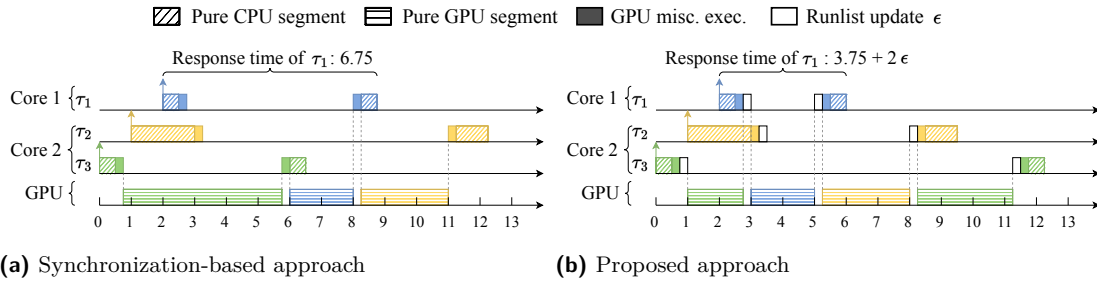 Pure CPU segment Pure GPU segment GPU misc. exec. Runlist update ϵ
Response time of τ₁ : 6.75
Core 1 { τ₁
Core 2 { τ₂
τ₃
GPU {
0 1 2 3 4 5 6 7 8 9 10 11 12 13
(a) Synchronization-based approach
Response time of τ₁ : 3.75 + 2 ϵ
Core 1 { τ₁
Core 2 { τ₂
τ₃
GPU {
0 1 2 3 4 5 6 7 8 9 10 11 12 13
(b) Proposed approach